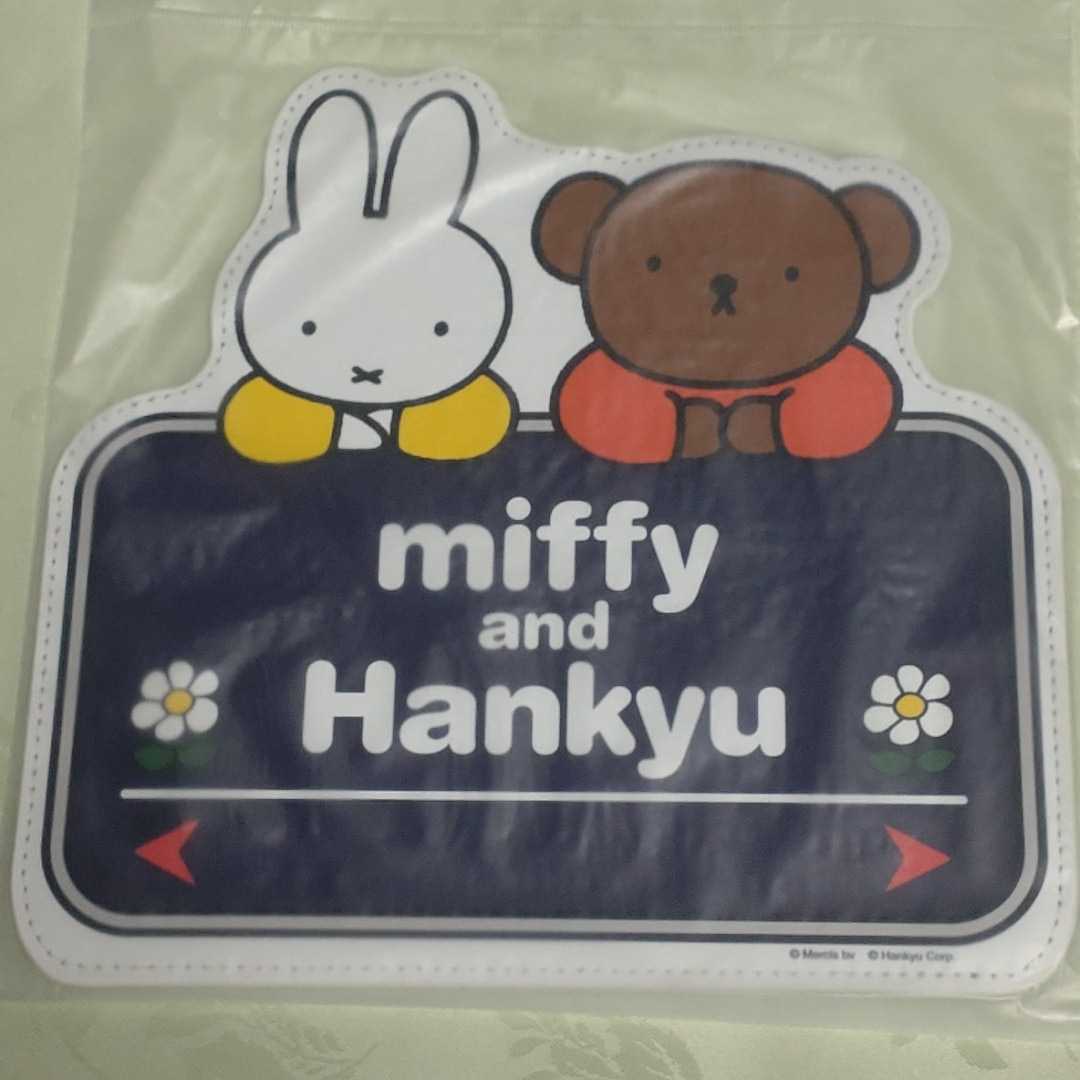 miffy
and
Hankyu
© Mercis bv © Hankyu Corp.